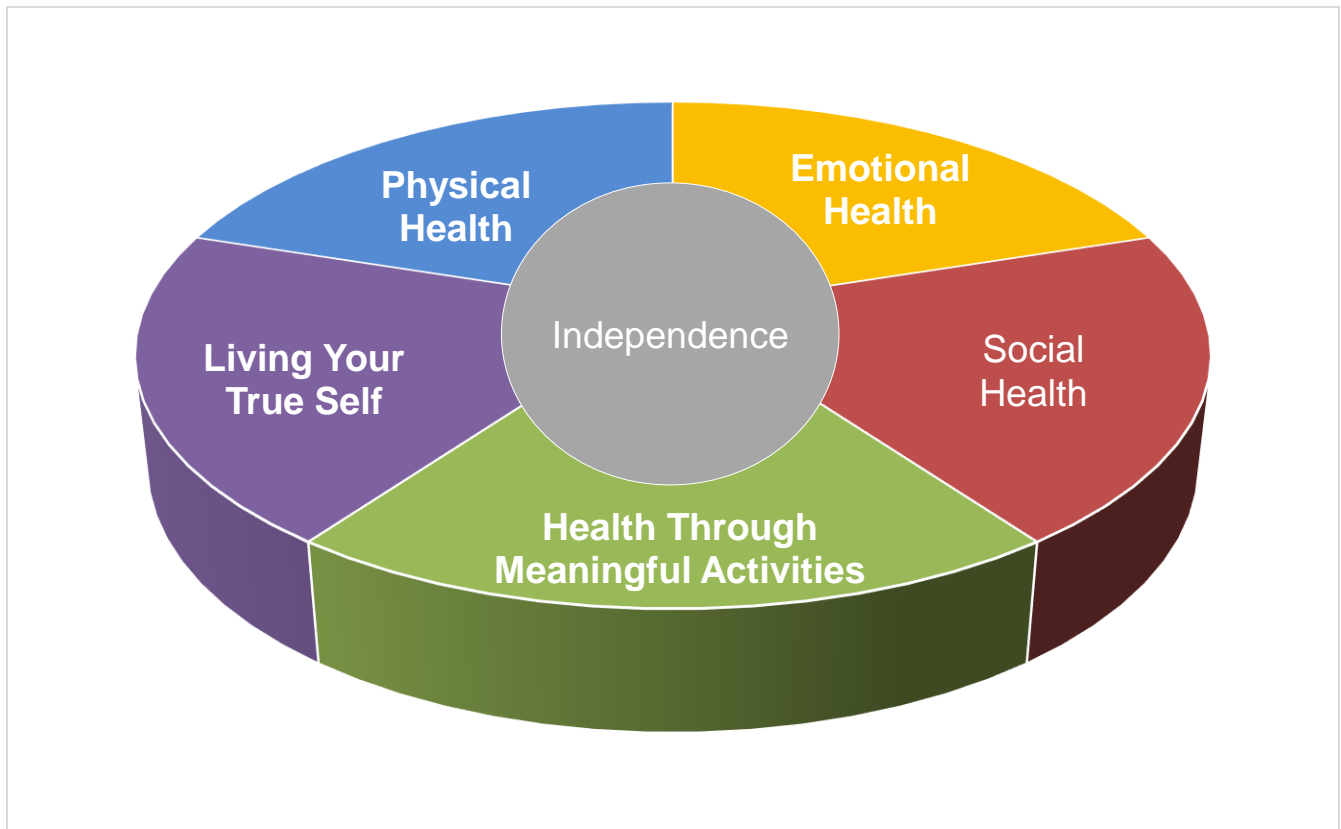 Physical
Health
Emotional
Health
Independence
Social
Health
Living Your
True Self
Health Through
Meaningful Activities